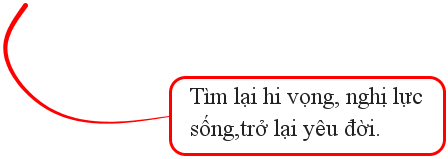 Tìm lại hi vọng, nghị lực
sống,trở lại yêu đời.